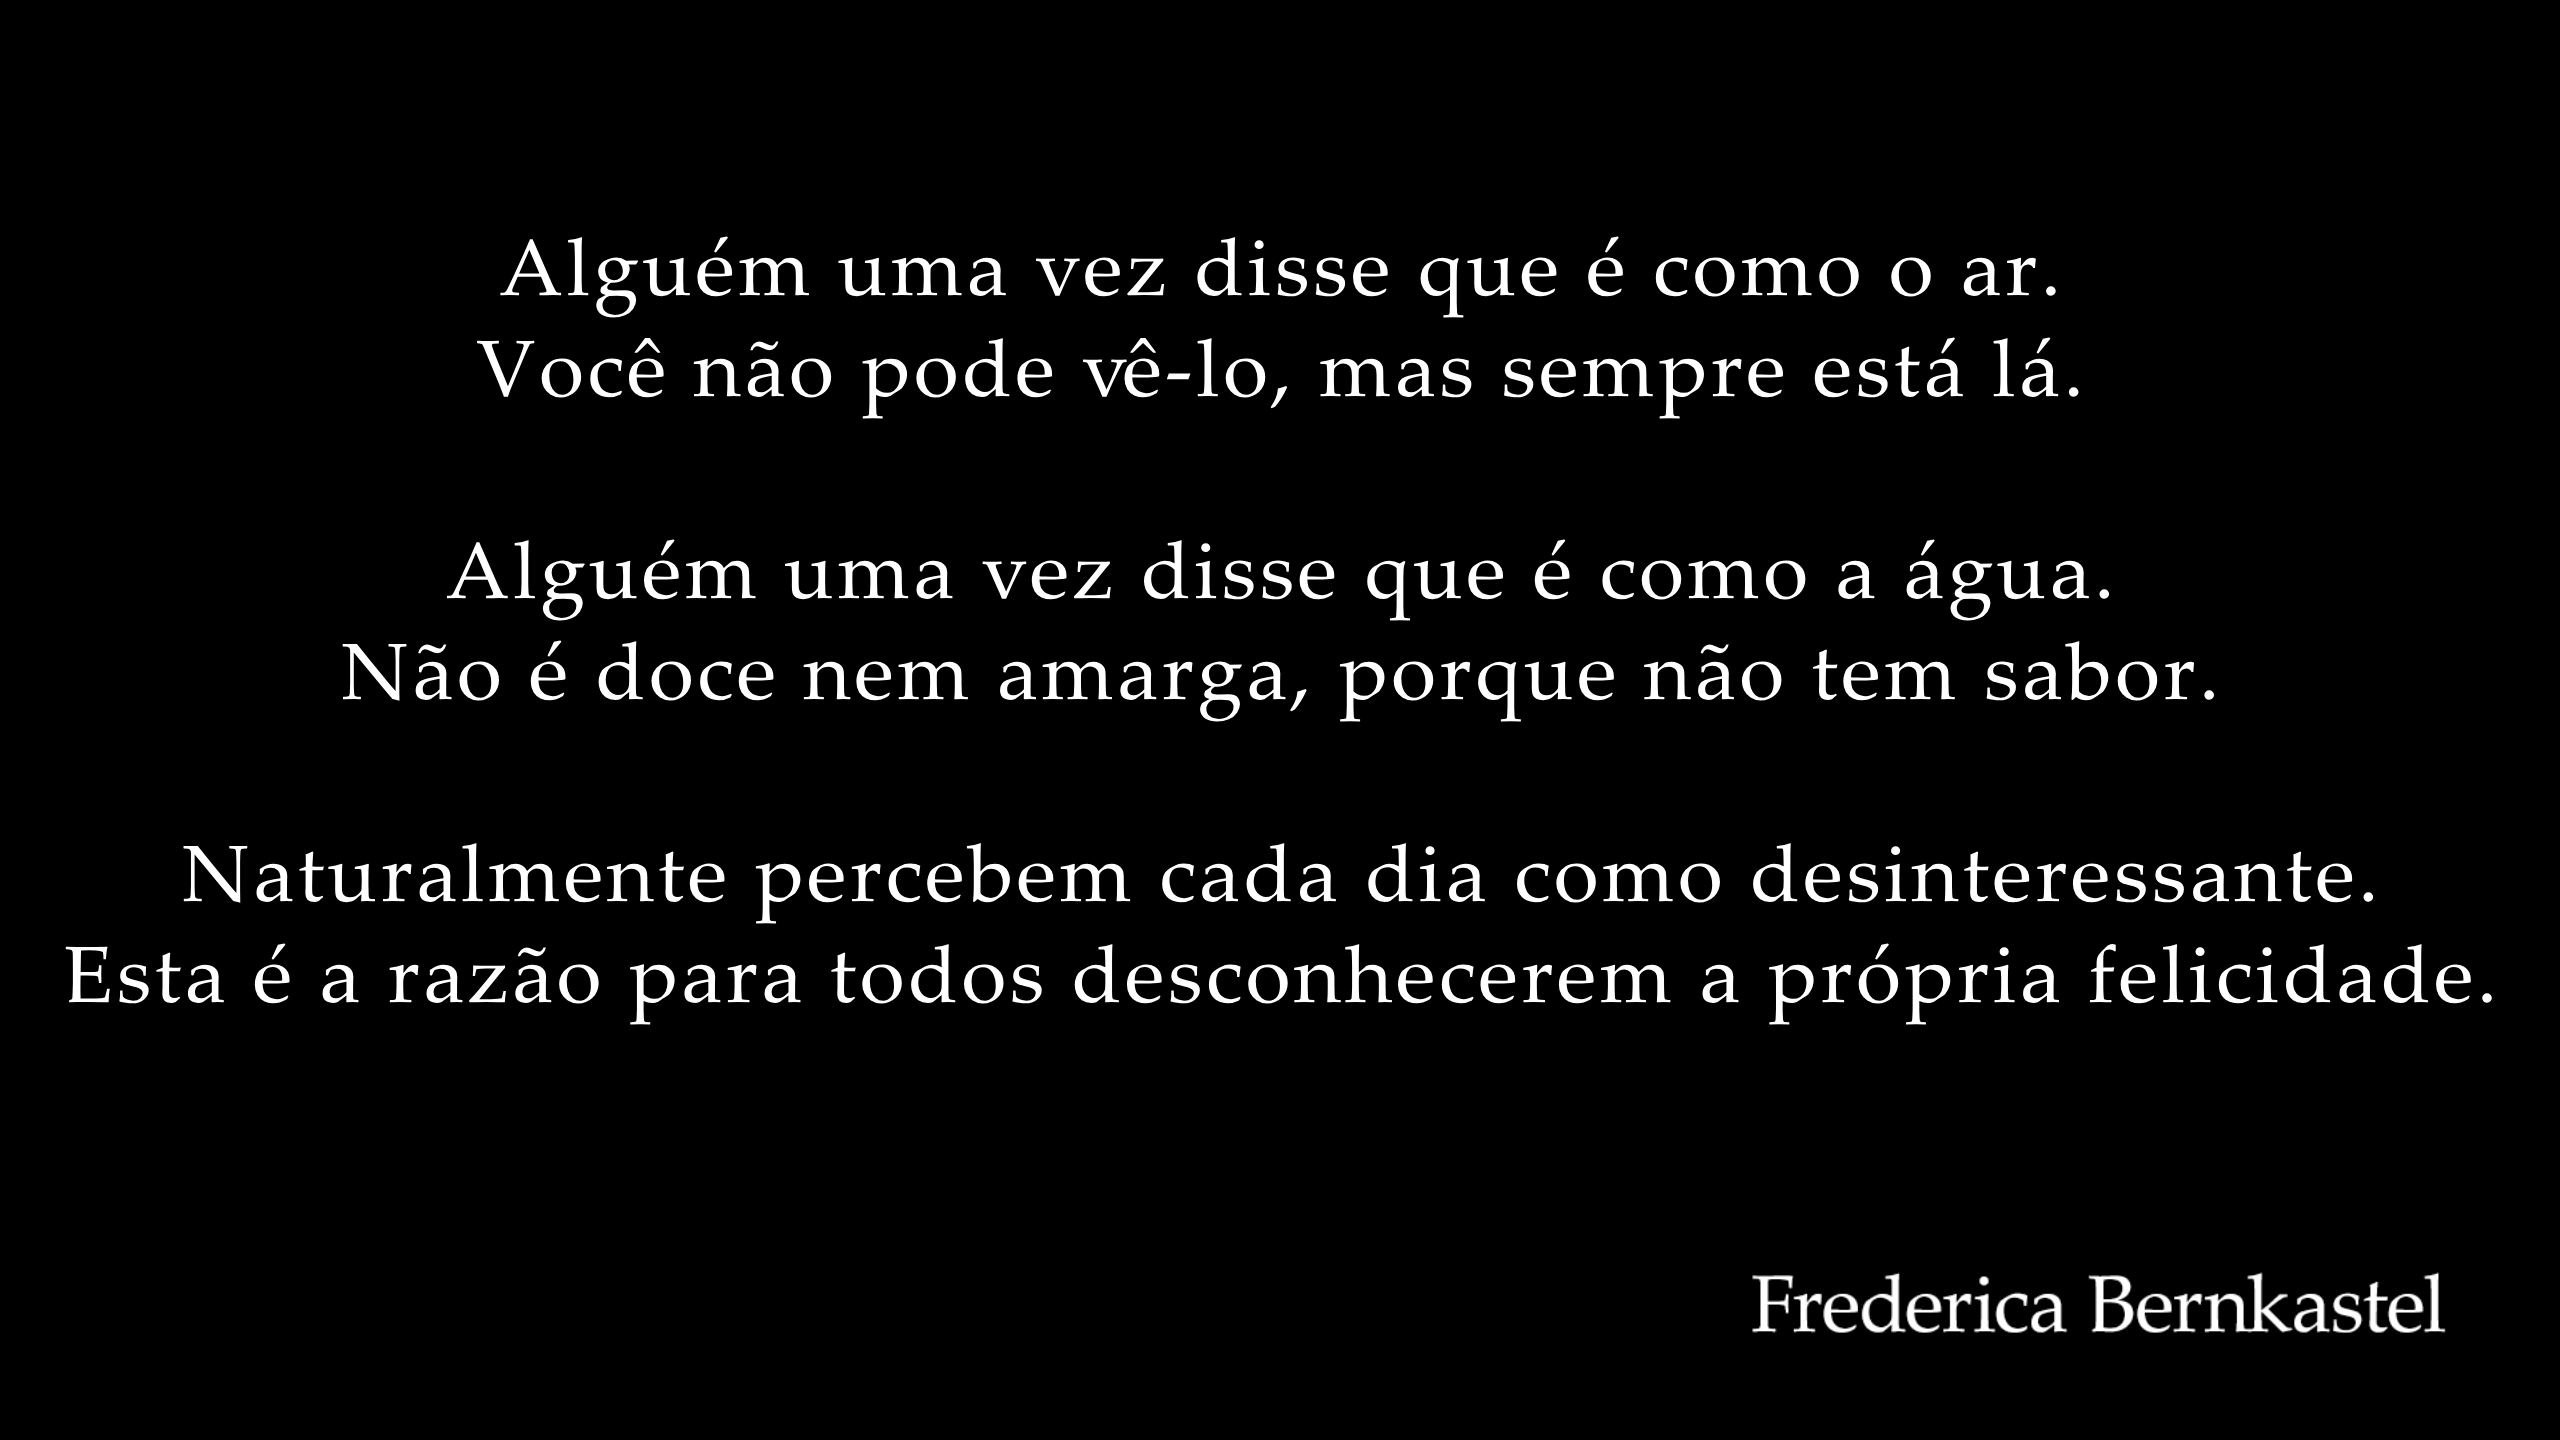 Alguém uma vez disse que é como o ar.
Você não pode vê-lo, mas sempre está lá.
Alguém uma vez disse que é como a água.
Não é doce nem amarga, porque não tem sabor.
Naturalmente percebem cada dia como desinteressante.
Esta é a razão para todos desconhecerem a própria felicidade.
Frederica Bernkastel